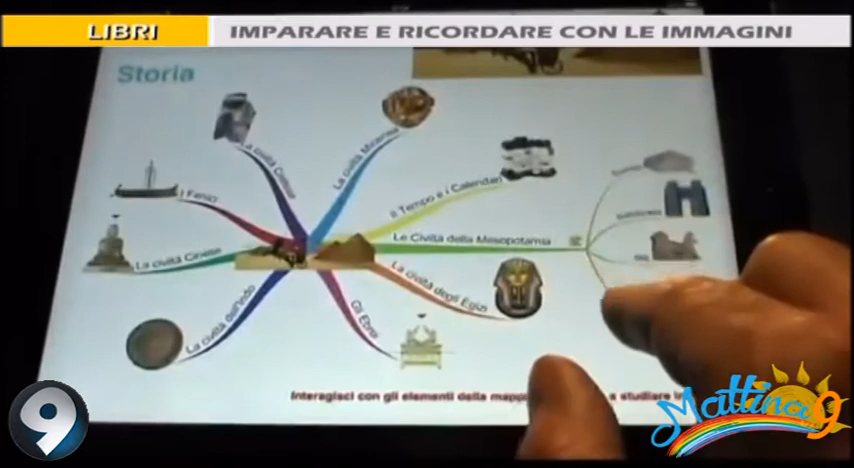 LIBRI
IMPARARE E RICORDARE CON LE IMMAGINI
Storia
La civiltà Cretese
La civiltà Micenea
Il Tempo e i Calendari
I Fenici
Le Civiltà della Mesopotamia
La civiltà Cinese
La civiltà degli Egizi
La civiltà dell'Indo
Gli Ebrei
Interagisci con gli elementi della mappa
a studiare
9
Mattina 9